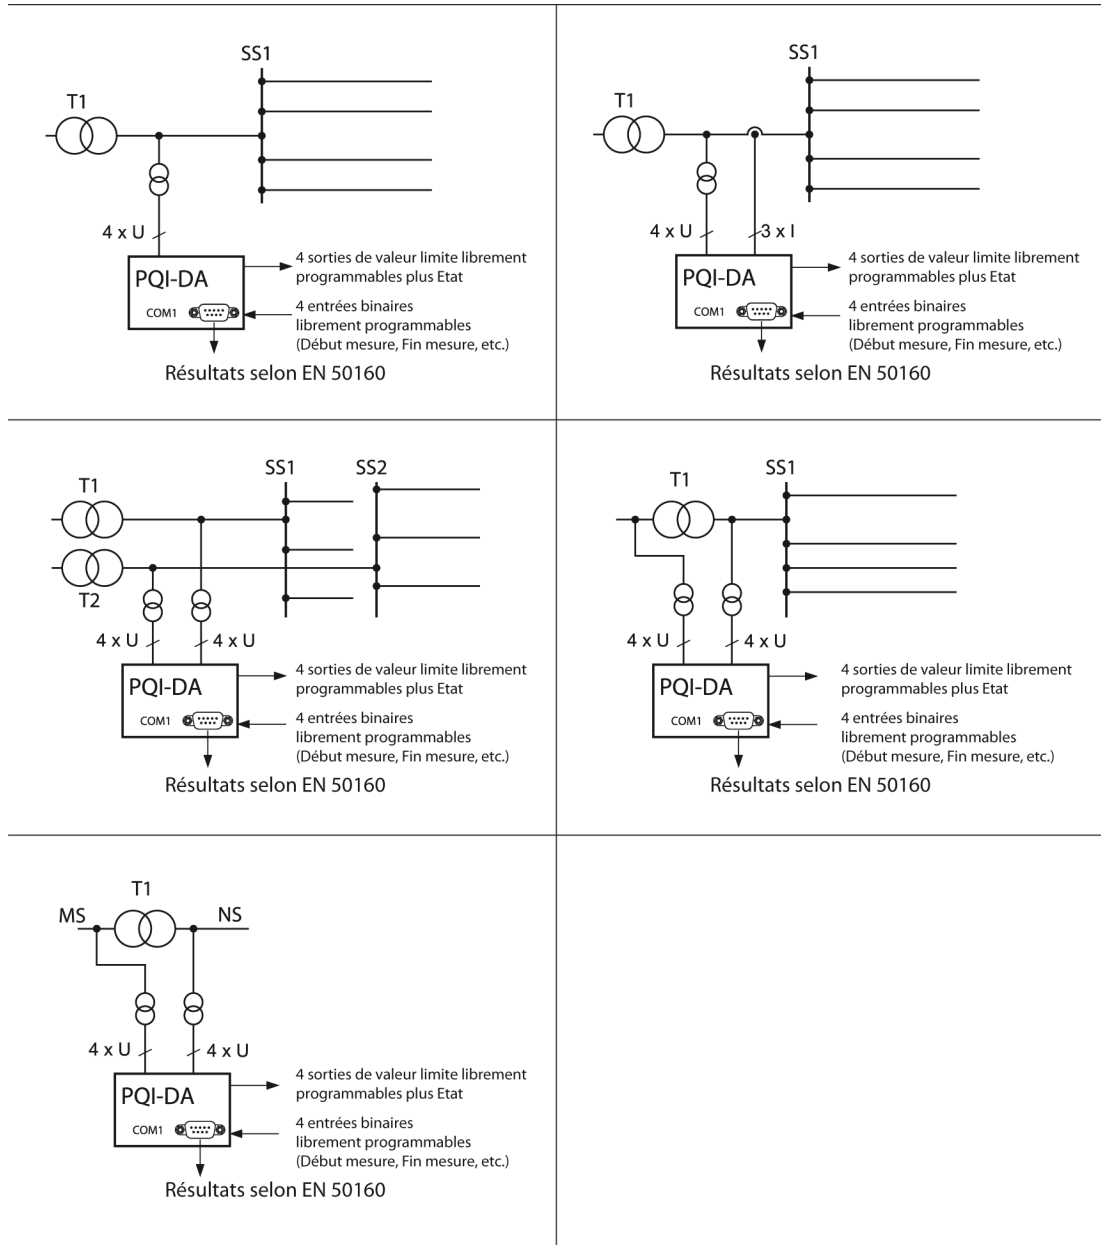 SS1
T1
4 x U
PQI-DA
COM1
4 sorties de valeur limite librement
programmables plus Etat
4 entrées binaires
librement programmables
(Début mesure, Fin mesure, etc.)
Résultats selon EN 50160
SS1
T1
4 x U
3 x I
PQI-DA
COM1
4 sorties de valeur limite librement
programmables plus Etat
4 entrées binaires
librement programmables
(Début mesure, Fin mesure, etc.)
Résultats selon EN 50160
SS1
SS2
T1
T2
4 x U
4 x U
PQI-DA
COM1
4 sorties de valeur limite librement
programmables plus Etat
4 entrées binaires
librement programmables
(Début mesure, Fin mesure, etc.)
Résultats selon EN 50160
SS1
T1
4 x U
4 x U
PQI-DA
COM1
4 sorties de valeur limite librement
programmables plus Etat
4 entrées binaires
librement programmables
(Début mesure, Fin mesure, etc.)
Résultats selon EN 50160
T1
MS
NS
4 x U
4 x U
PQI-DA
COM1
4 sorties de valeur limite librement
programmables plus Etat
4 entrées binaires
librement programmables
(Début mesure, Fin mesure, etc.)
Résultats selon EN 50160